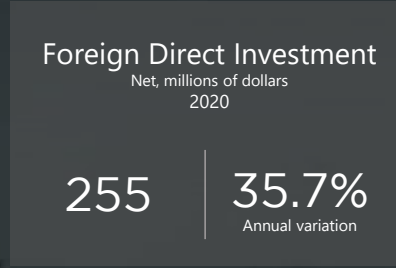 Foreign Direct Investment
Net, millions of dollars
2020
255
35.7%
Annual variation